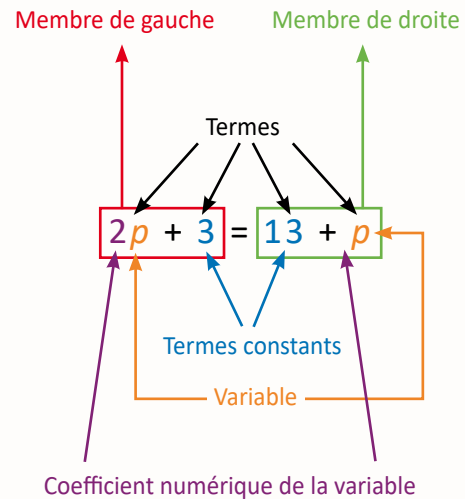 Membre de gauche Membre de droite
Termes
2p + 3 = 13 + p
Termes constants
Variable
Coefficient numérique de la variable